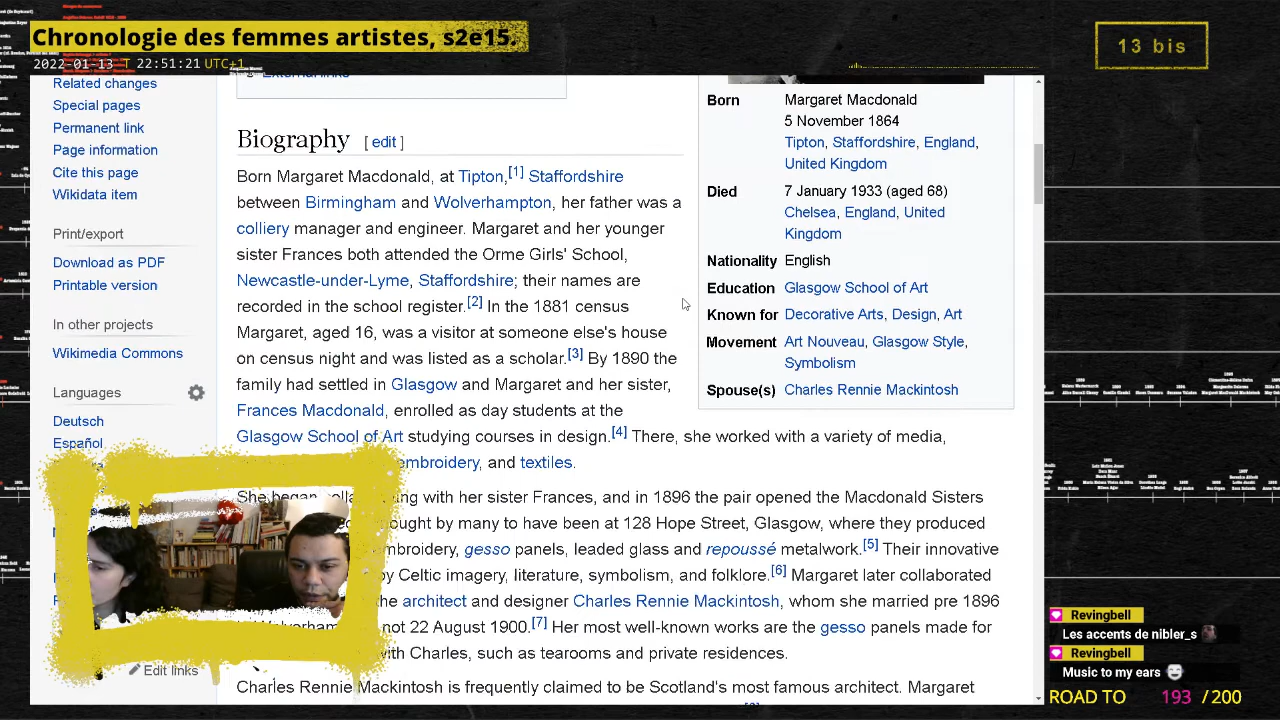 Chronologie des femmes artistes, s2e15.
2022-01-13 T 22:51:21 UTC+1
13 bis
Related changes
Special pages
Permanent link
Page information
Cite this page
Wikidata item
Print/export
Download as PDF
Printable version
In other projects
Wikimedia Commons
Languages
Deutsch
Español
Edit links
External links
Biography [ edit ]
Born Margaret Macdonald, at Tipton,[1] Staffordshire
between Birmingham and Wolverhampton, her father was a
colliery manager and engineer. Margaret and her younger
sister Frances both attended the Orme Girls' School,
Newcastle-under-Lyme, Staffordshire; their names are
recorded in the school register.[2] In the 1881 census
Margaret, aged 16, was a visitor at someone else's house
on census night and was listed as a scholar.[3] By 1890 the
family had settled in Glasgow and Margaret and her sister,
Frances Macdonald, enrolled as day students at the
Glasgow School of Art studying courses in design.[4] There, she worked with a variety of media,
embroidery, and textiles.
She began ng with her sister Frances, and in 1896 the pair opened the Macdonald Sisters
ought by many to have been at 128 Hope Street, Glasgow, where they produced
mbroidery, gesso panels, leaded glass and repoussé metalwork.[5] Their innovative
by Celtic imagery, literature, symbolism, and folklore.[6] Margaret later collaborated
he architect and designer Charles Rennie Mackintosh, whom she married pre 1896
on 22 August 1900.[7] Her most well-known works are the gesso panels made for
ith Charles, such as tearooms and private residences.
Charles Rennie Mackintosh is frequently claimed to be Scotland's most famous architect. Margaret
Born Margaret Macdonald
5 November 1864
Tipton, Staffordshire, England,
United Kingdom
Died 7 January 1933 (aged 68)
Chelsea, England, United
Kingdom
Nationality English
Education Glasgow School of Art
Known for Decorative Arts, Design, Art
Movement Art Nouveau, Glasgow Style,
Symbolism
Spouse(s) Charles Rennie Mackintosh
Revingbell
Les accents de nibler_s
Revingbell
Music to my ears
ROAD TO 193 /200